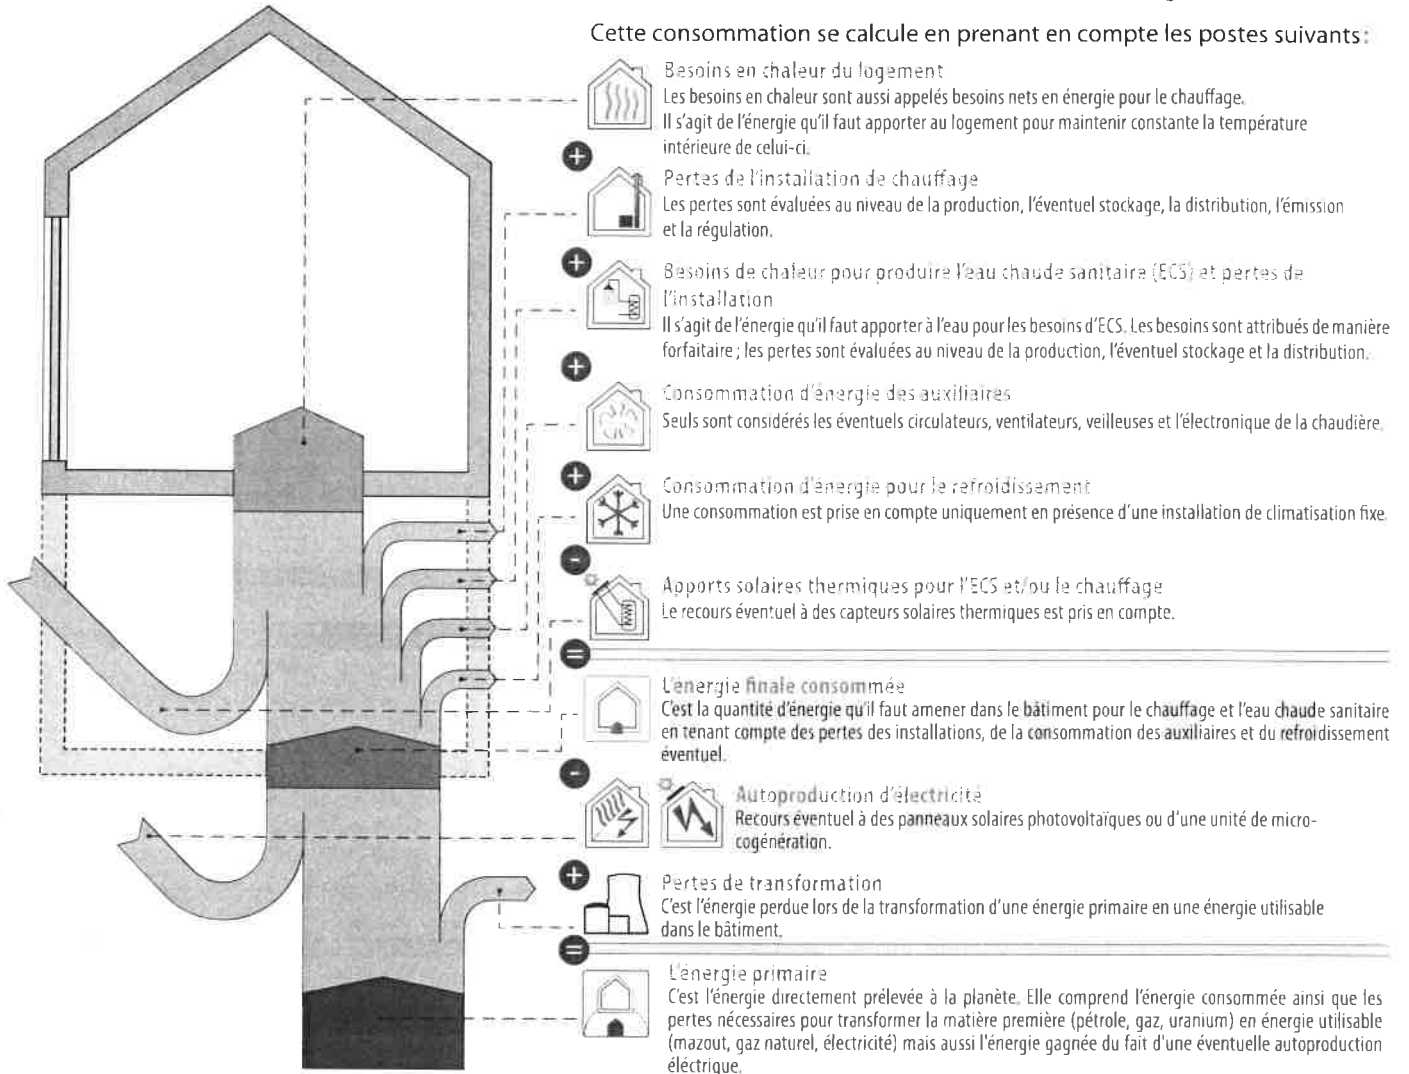 Cette consommation se calcule en prenant en compte les postes suivants :
Besoins en chaleur du logement
Les besoins en chaleur sont aussi appelés besoins nets en énergie pour le chauffage.
Il s'agit de l'énergie qu'il faut apporter au logement pour maintenir constante la température
intérieure de celui-ci.
+
Pertes de l'installation de chauffage
Les pertes sont évaluées au niveau de la production, l'éventuel stockage, la distribution, l'émission
et la régulation.
+
Besoins de chaleur pour produire l'eau chaude sanitaire (ECS) et pertes de
l'installation
Il s'agit de l'énergie qu'il faut apporter à l'eau pour les besoins d'ECS. Les besoins sont attribués de manière
forfaitaire ; les pertes sont évaluées au niveau de la production, l'éventuel stockage et la distribution.
+
Consommation d'énergie des auxiliaires
Seuls sont considérés les éventuels circulateurs, ventilateurs, veilleuses et l'électronique de la chaudière.
+
Consommation d'énergie pour le refroidissement
Une consommation est prise en compte uniquement en présence d'une installation de climatisation fixe.
-
Apports solaires thermiques pour l'ECS et/ou le chauffage
Le recours éventuel à des capteurs solaires thermiques est pris en compte.
=
L'énergie finale consommée
C'est la quantité d'énergie qu'il faut amener dans le bâtiment pour le chauffage et l'eau chaude sanitaire
en tenant compte des pertes des installations, de la consommation des auxiliaires et du refroidissement
éventuel.
-
Autoproduction d'électricité
Recours éventuel à des panneaux solaires photovoltaïques ou d'une unité de micro-
cogénération.
+
Pertes de transformation
C'est l'énergie perdue lors de la transformation d'une énergie primaire en une énergie utilisable
dans le bâtiment.
=
L'énergie primaire
C'est l'énergie directement prélevée à la planète. Elle comprend l'énergie consommée ainsi que les
pertes nécessaires pour transformer la matière première (pétrole, gaz, uranium) en énergie utilisable
(mazout, gaz naturel, électricité) mais aussi l'énergie gagnée du fait d'une éventuelle autoproduction
éléctrique.